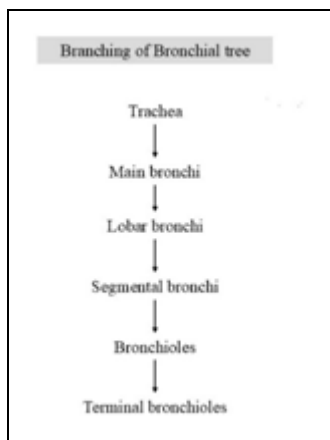 Branching of Bronchial tree
Trachea
Main bronchi
Lobar bronchi
Segmental bronchi
Bronchioles
Terminal bronchioles